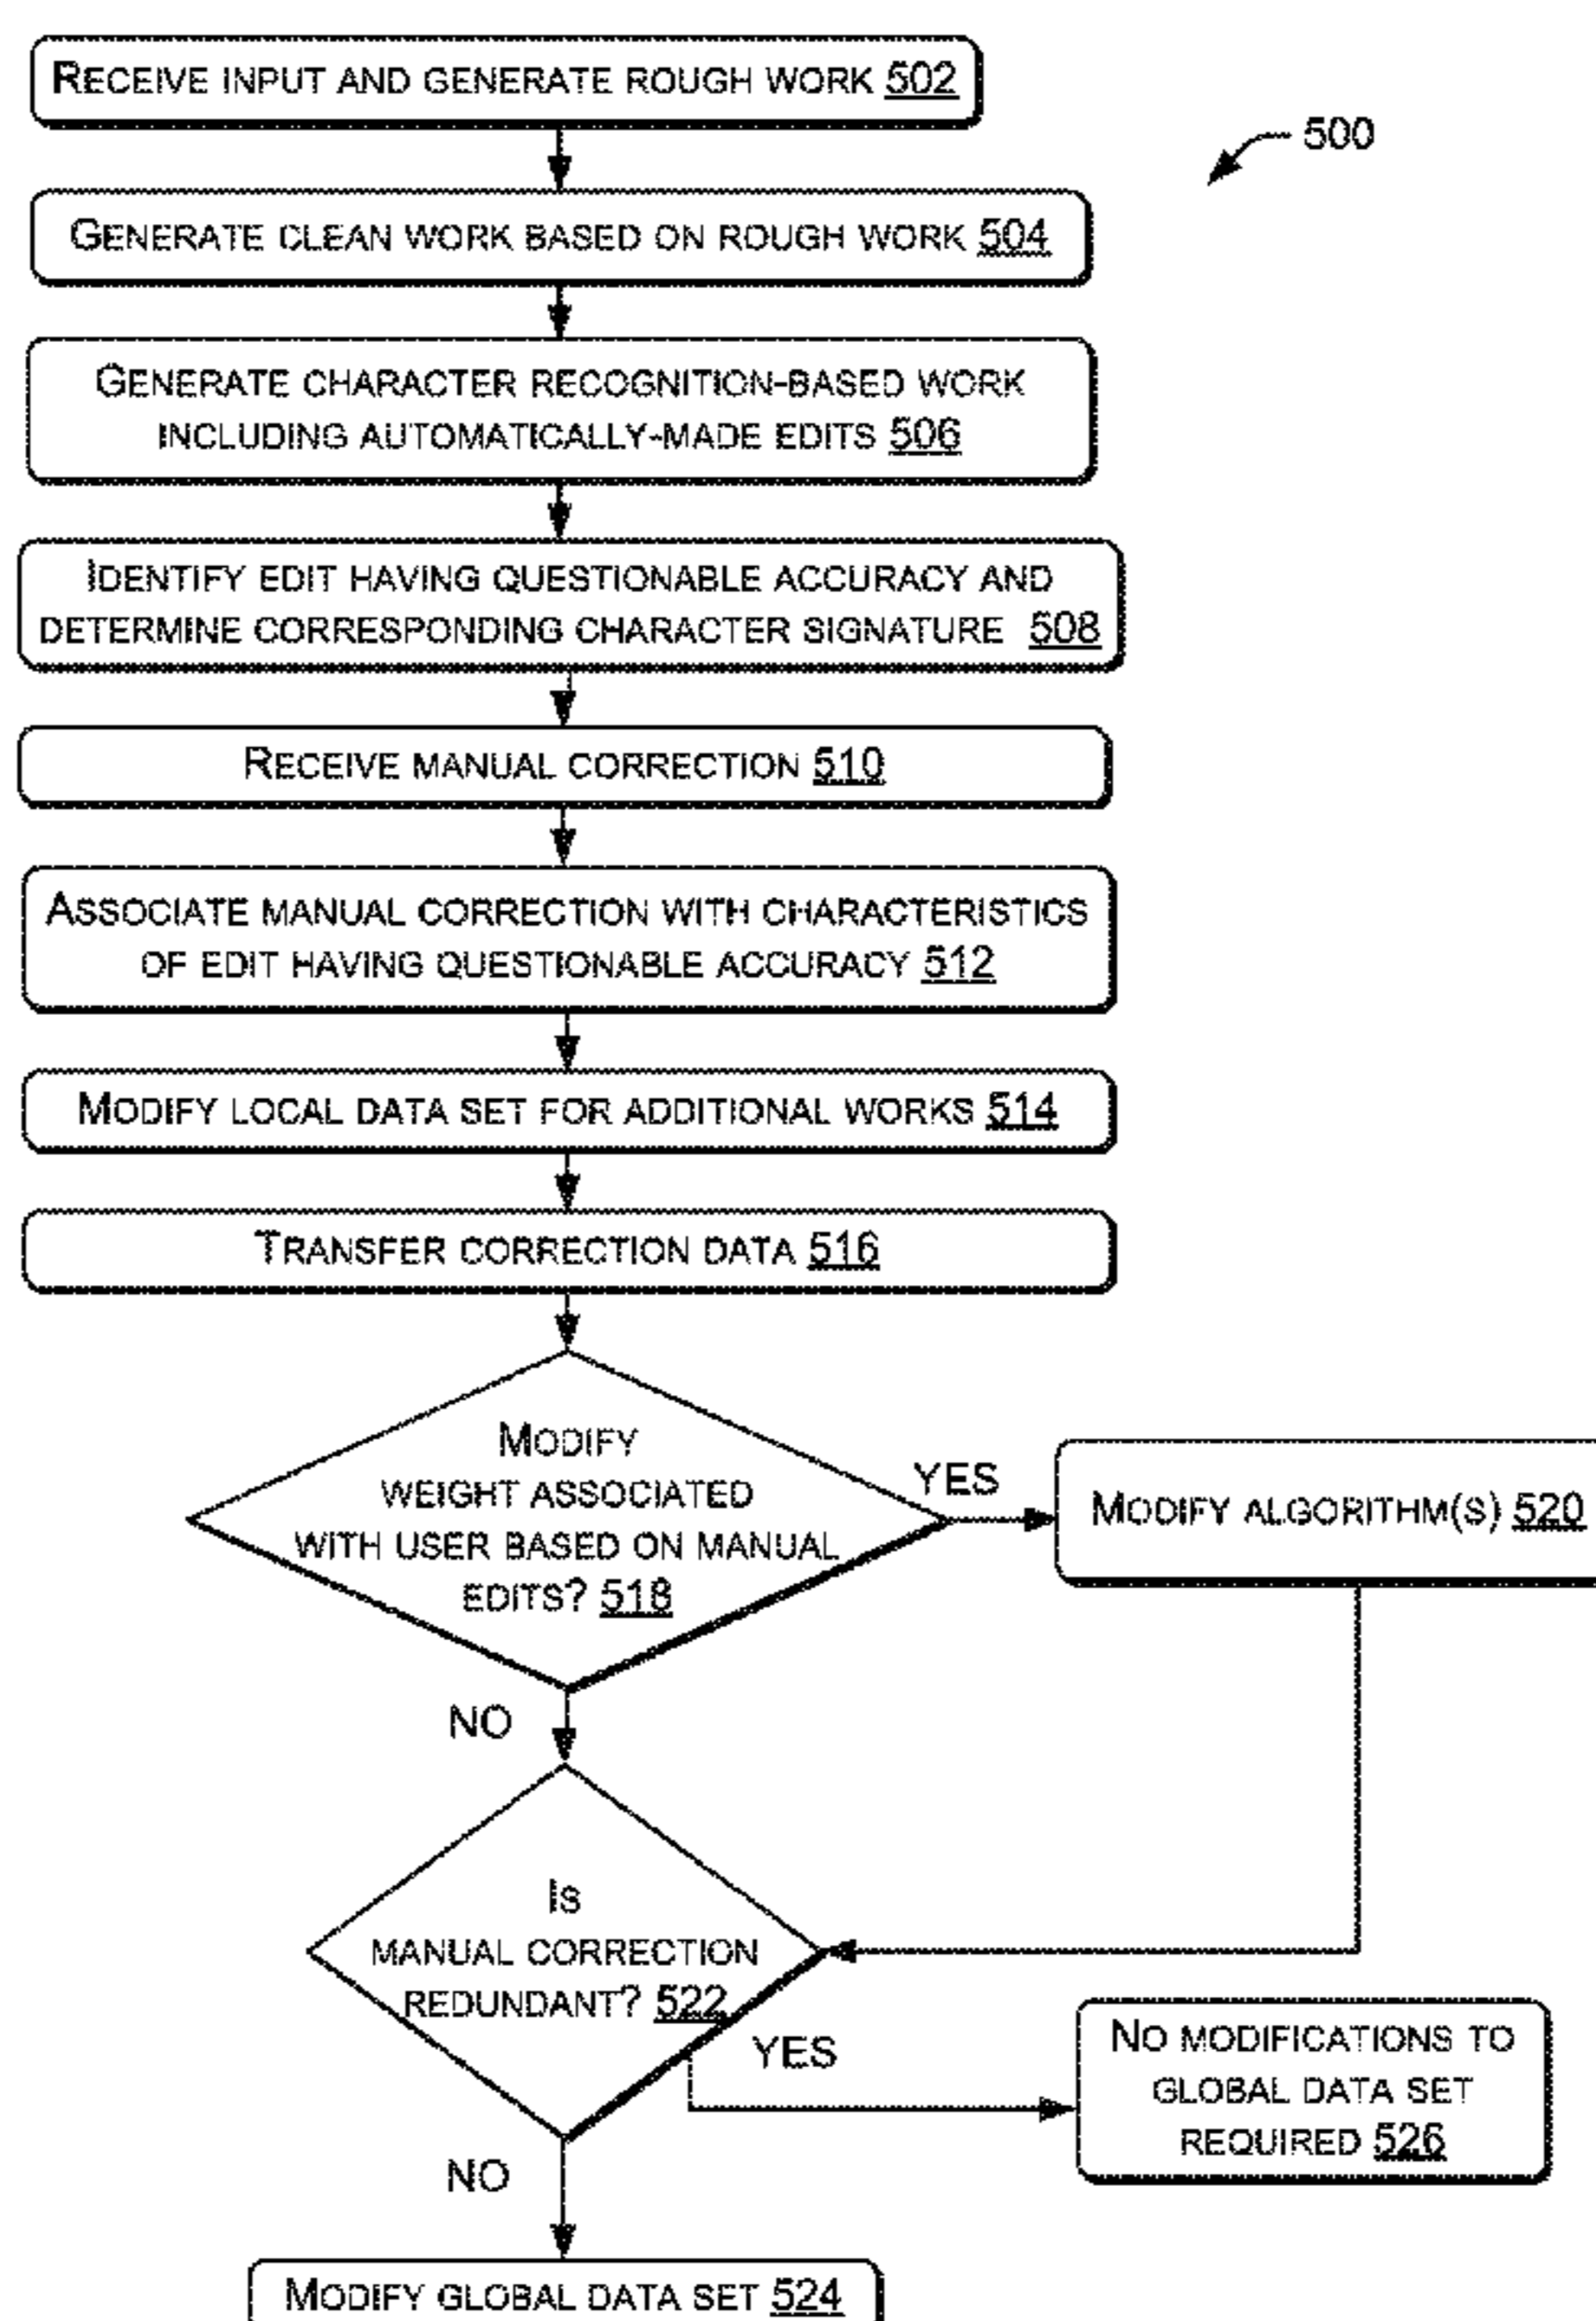 RECEIVE INPUT AND GENERATE ROUGH WORK 502
500
GENERATE CLEAN WORK BASED ON ROUGH WORK 504
GENERATE CHARACTER RECOGNITION-BASED WORK
INCLUDING AUTOMATICALLY-MADE EDITS 506
IDENTIFY EDIT HAVING QUESTIONABLE ACCURACY AND
DETERMINE CORRESPONDING CHARACTER SIGNATURE 508
RECEIVE MANUAL CORRECTION 510
ASSOCIATE MANUAL CORRECTION WITH CHARACTERISTICS
OF EDIT HAVING QUESTIONABLE ACCURACY 512
MODIFY LOCAL DATA SET FOR ADDITIONAL WORKS 514
TRANSFER CORRECTION DATA 516
MODIFY
WEIGHT ASSOCIATED
WITH USER BASED ON MANUAL
EDITS? 518
YES
MODIFY ALGORITHM(S) 520
NO
IS
MANUAL CORRECTION
REDUNDANT? 522
YES
NO MODIFICATIONS TO
GLOBAL DATA SET
REQUIRED 526
NO
MODIFY GLOBAL DATA SET 524